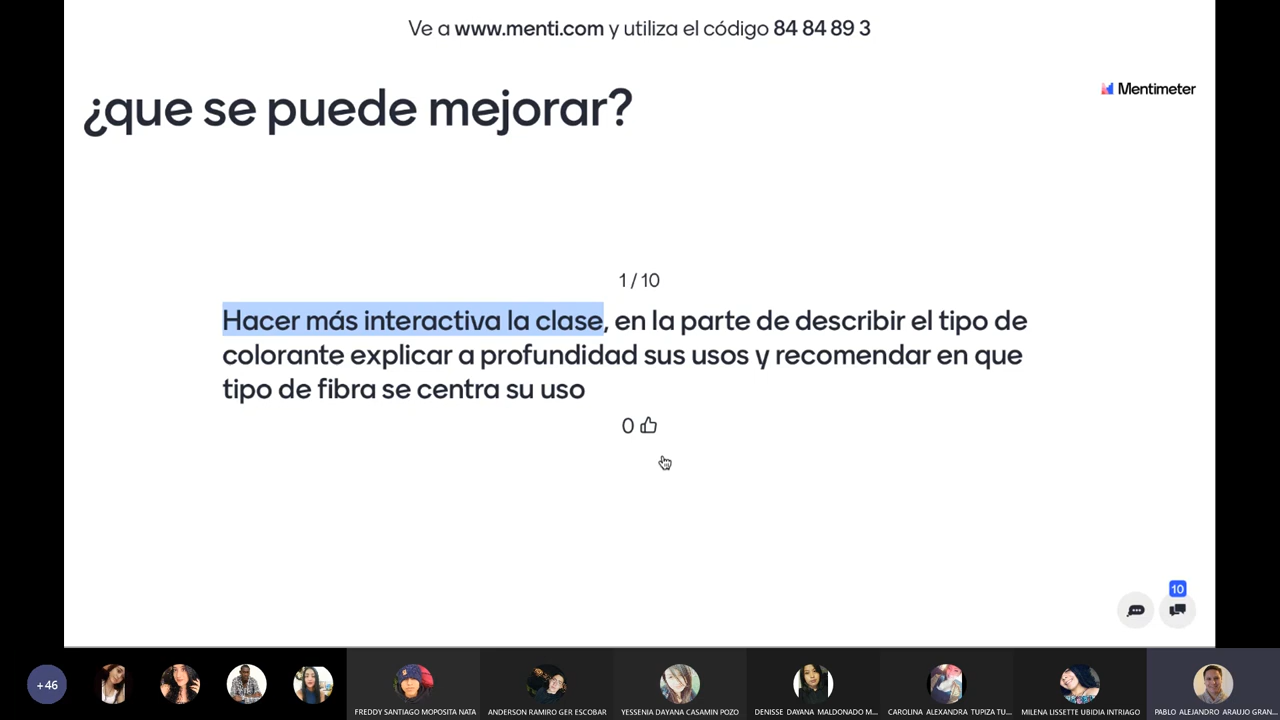 Ve a www.menti.com y utiliza el código 84 84 89 3
Mentimeter
¿que se puede mejorar?
1 / 10
Hacer más interactiva la clase, en la parte de describir el tipo de
colorante explicar a profundidad sus usos y recomendar en que
tipo de fibra se centra su uso
0
10
+46
FREDDY SANTIAGO MOPOSITA NATA
ANDERSON RAMIRO GER ESCOBAR
YESSENIA DAYANA CASAMIN POZO
DENISSE DAYANA MALDONADO M...
CAROLINA ALEXANDRA TUPIZA TU...
MILENA LISSETTE UBIDIA INTRIAGO
PABLO ALEJANDRO ARAUJO GRAN...